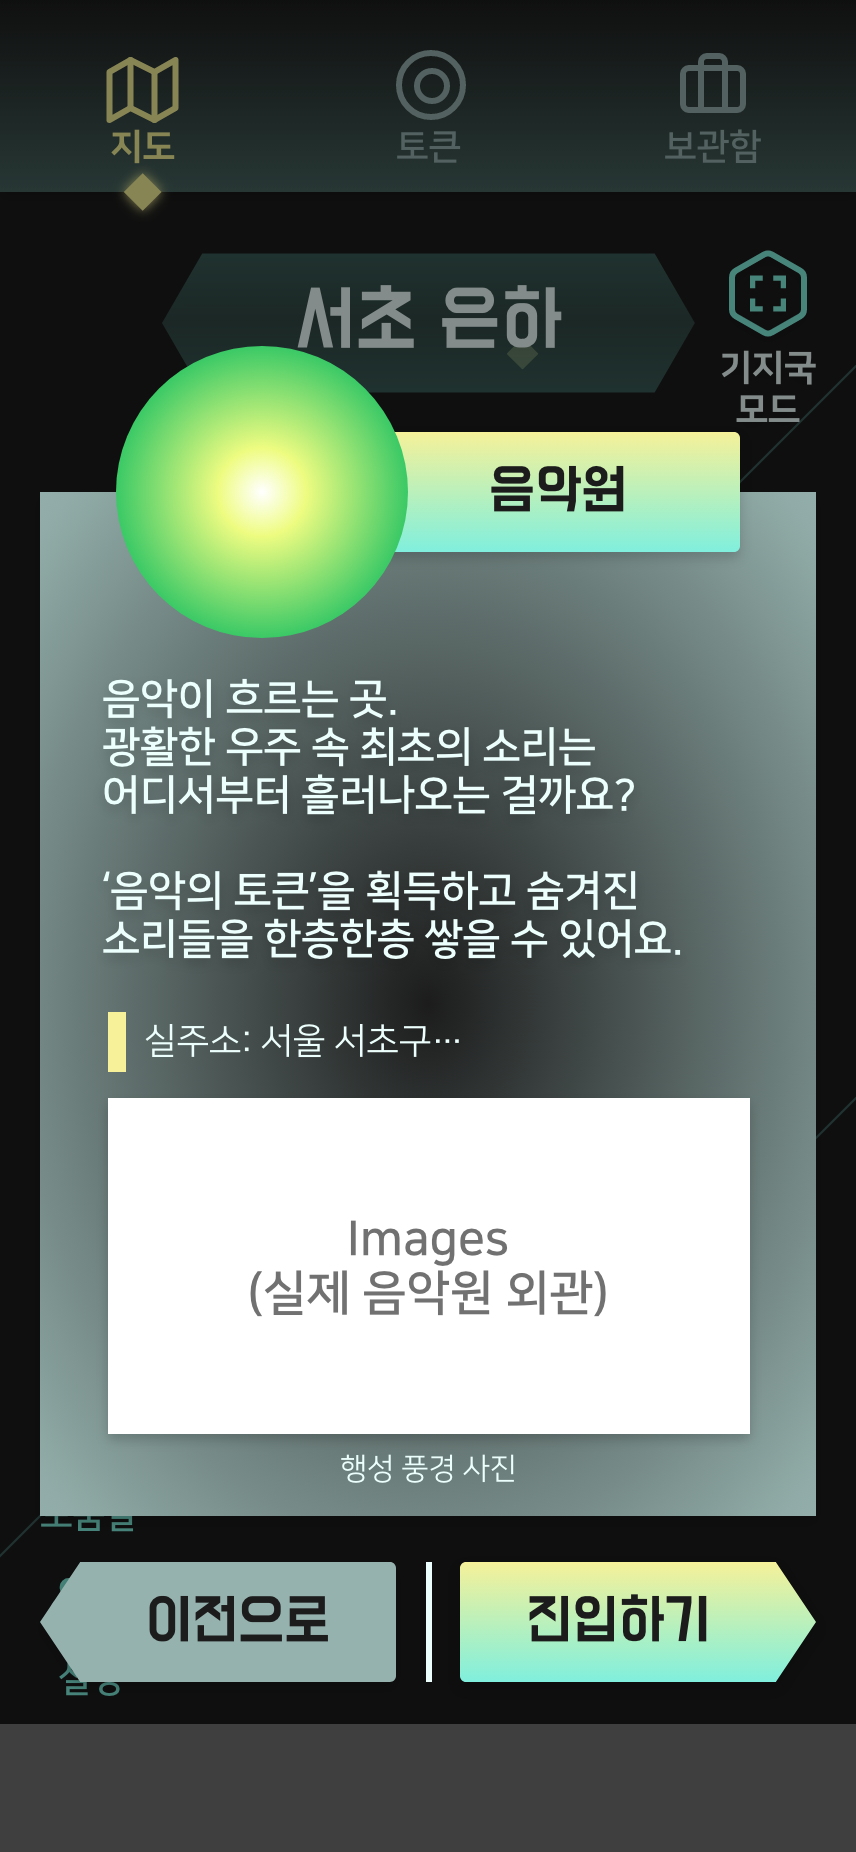 지도
토큰
보관함
서초 은하
기지국
모드
음악원
음악이 흐르는 곳.
광활한 우주 속 최초의 소리는
어디서부터 흘러나오는 걸까요?
‘음악의 토큰’을 획득하고 숨겨진
소리들을 한층한층 쌓을 수 있어요.
실주소: 서울 서초구…
Images
(실제 음악원 외관)
행성 풍경 사진
이전으로
진입하기